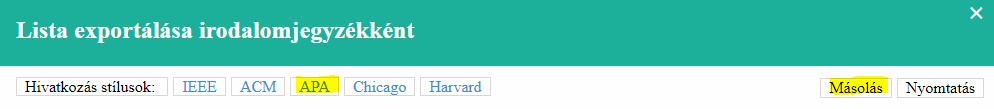 Lista exportálása irodalomjegyzékként
Hivatkozás stílusok: IEEE ACM APA Chicago Harvard Másolás Nyomtatás